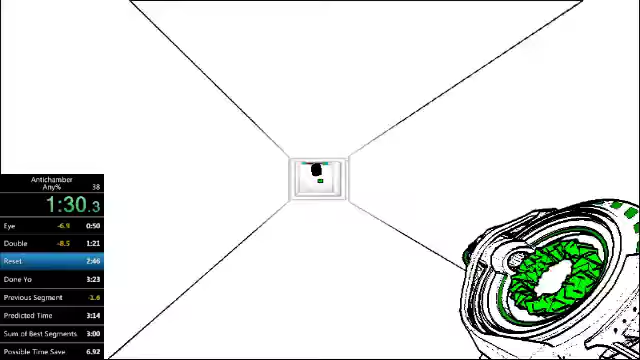 Antichamber
Any% 38
1:30.3
Eye -6.9 0:50
Double -8.5 1:21
Reset 2:46
Done Yo 3:23
Previous Segment -1.6
Predicted Time 3:14
Sum of Best Segments 3:00
Possible Time Save 6.92